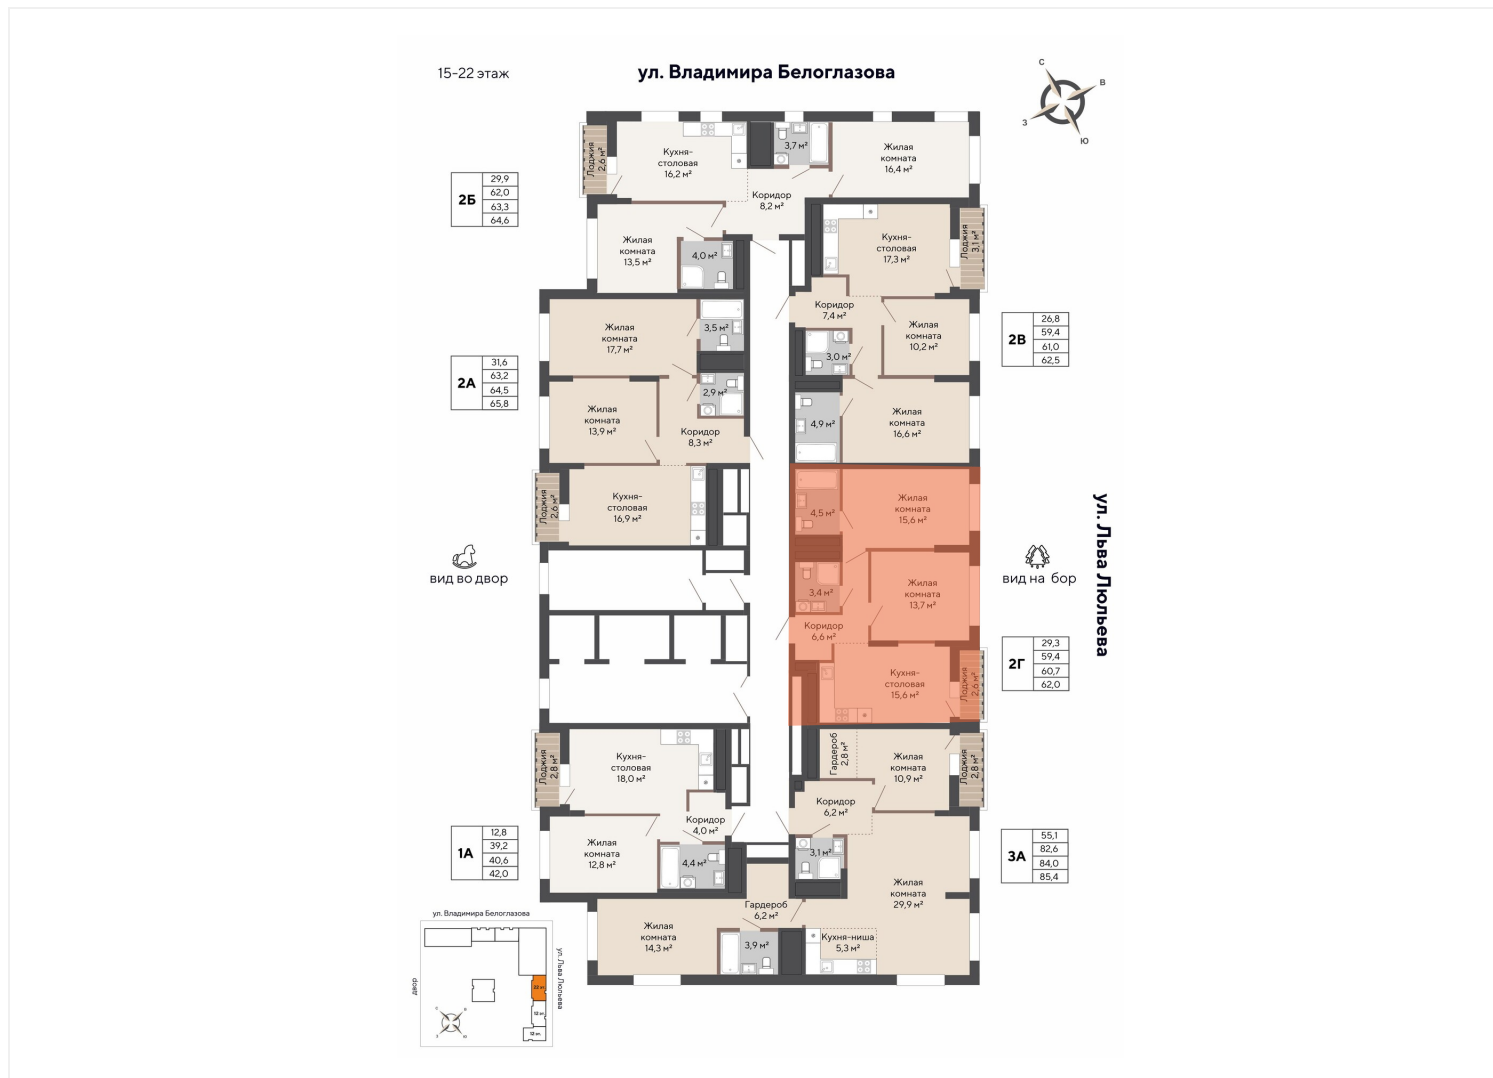 15-22 этаж
ул. Владимира Белоглазова
С
В
З
Ю
2Б
29,9
62,0
63,3
64,6
Лоджия
2,6 м²
Кухня-
столовая
16,2 м²
3,7 м²
Жилая
комната
16,4 м²
Коридор
8,2 м²
Жилая
комната
13,5 м²
4,0 м²
Кухня-
столовая
17,3 м²
Лоджия
3,1 м²
Коридор
7,4 м²
Жилая
комната
10,2 м²
3,0 м²
2В
26,8
59,4
61,0
62,5
4,9 м²
Жилая
комната
16,6 м²
2А
31,6
63,2
64,5
65,8
Жилая
комната
17,7 м²
3,5 м²
2,9 м²
Жилая
комната
13,9 м²
Коридор
8,3 м²
Лоджия
2,6 м²
Кухня-
столовая
16,9 м²
4,5 м²
Жилая
комната
15,6 м²
ул. Льва Люльева
вид во двор
вид на бор
3,4 м²
Жилая
комната
13,7 м²
Коридор
6,6 м²
Кухня-
столовая
15,6 м²
Лоджия
2,6 м²
2Г
29,3
59,4
60,7
62,0
Лоджия
2,8 м²
Кухня-
столовая
18,0 м²
Коридор
4,0 м²
Жилая
комната
12,8 м²
4,4 м²
1А
12,8
39,2
40,6
42,0
Гардероб
2,8 м²
Жилая
комната
10,9 м²
Лоджия
2,8 м²
Коридор
6,2 м²
3,1 м²
Жилая
комната
29,9 м²
3А
55,1
82,6
84,0
85,4
Гардероб
6,2 м²
Жилая
комната
14,3 м²
3,9 м²
Кухня-ниша
5,3 м²
ул. Владимира Белоглазова
двор
ул. Льва Люльева
22 эт.
12 эт.
12 эт.
С
В
З
Ю